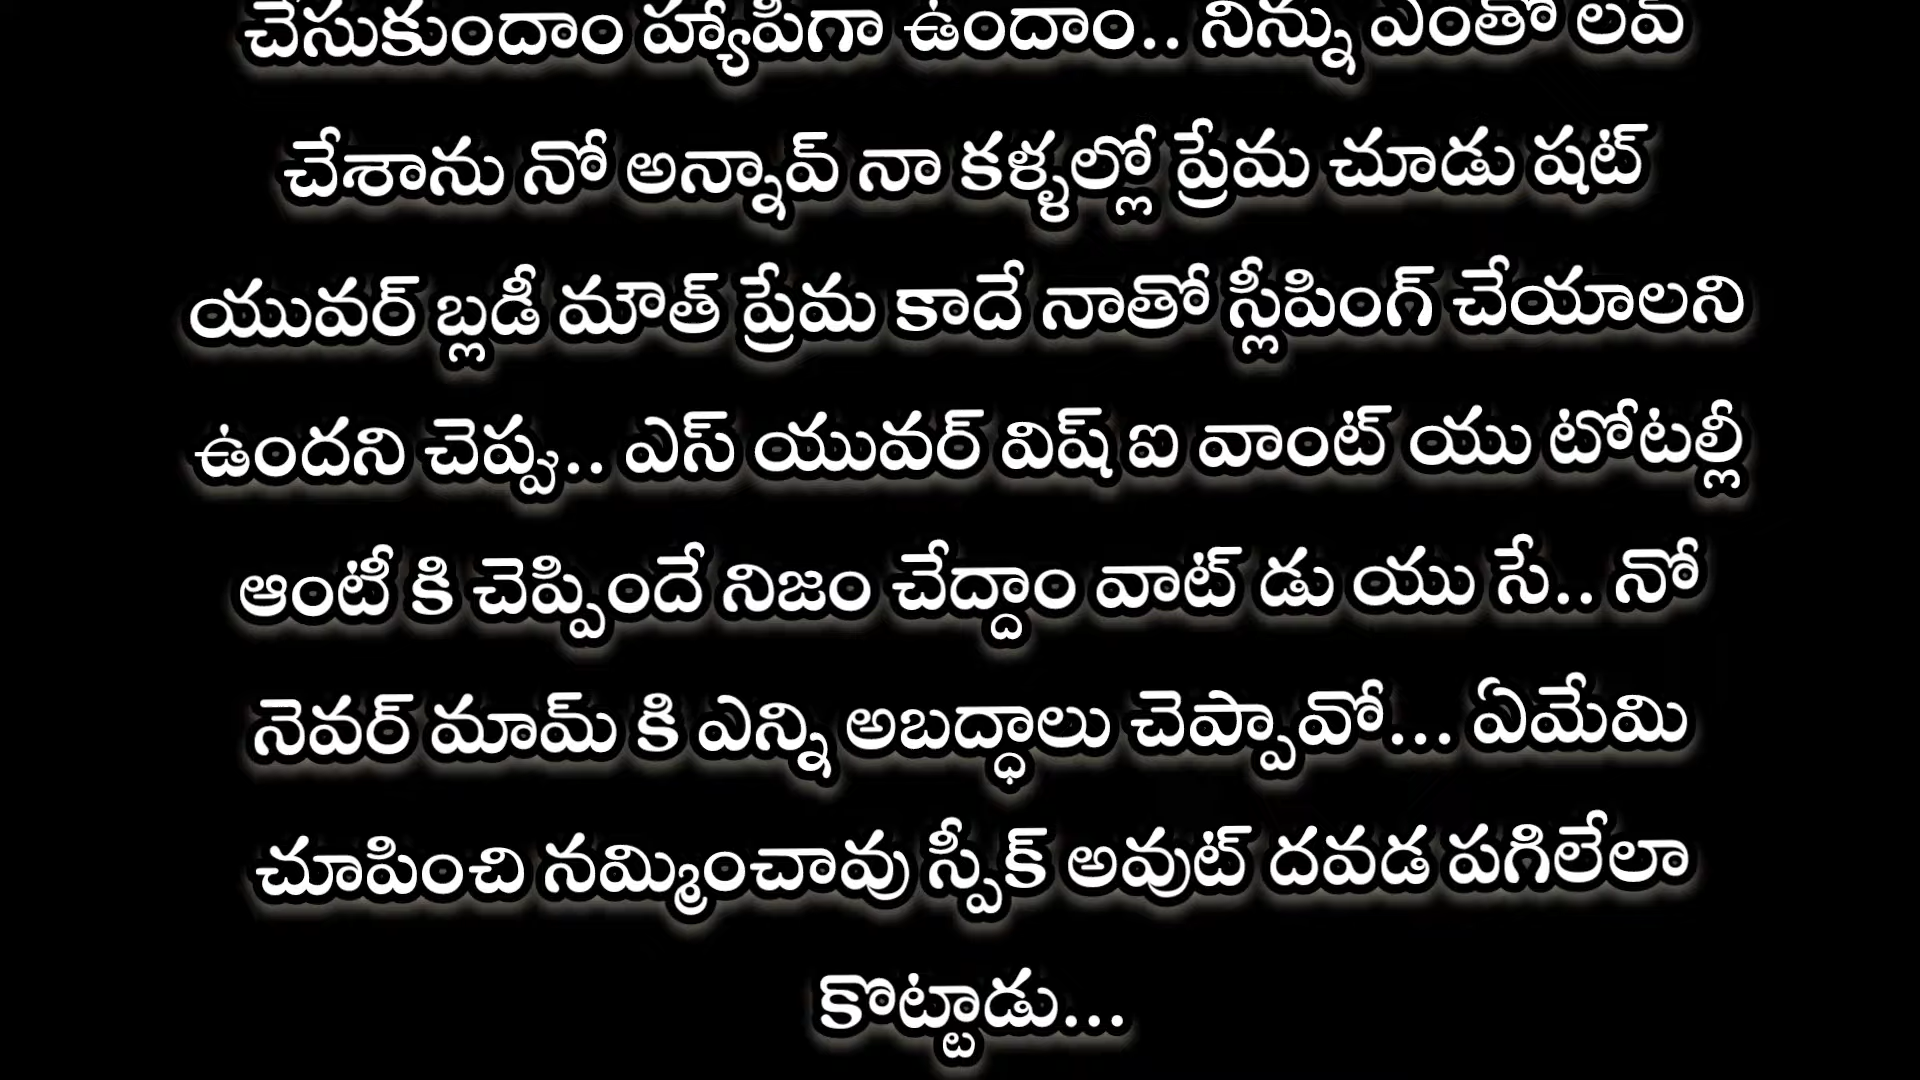 చేసుకుందాం హ్యాపీగా ఉందాం.. నిన్ను ఎంతో లవ్
చేశాను నో అన్నావ్ నా కళ్ళల్లో ప్రేమ చూడు షట్
యువర్ బ్లడీ మౌత్ ప్రేమ కాదే నాతో స్లీపింగ్ చేయాలని
ఉందని చెప్పు.. ఎస్ యువర్ విష్ ఐ వాంట్ యు టోటల్లీ
ఆంటీ కి చెప్పిందే నిజం చేద్దాం వాట్ డు యు సే.. నో
నెవర్ మామ్ కి ఎన్ని అబద్ధాలు చెప్పావో... ఏమేమి
చూపించి నమ్మించావు స్పీక్ అవుట్ దవడ పగిలేలా
కొట్టాడు...